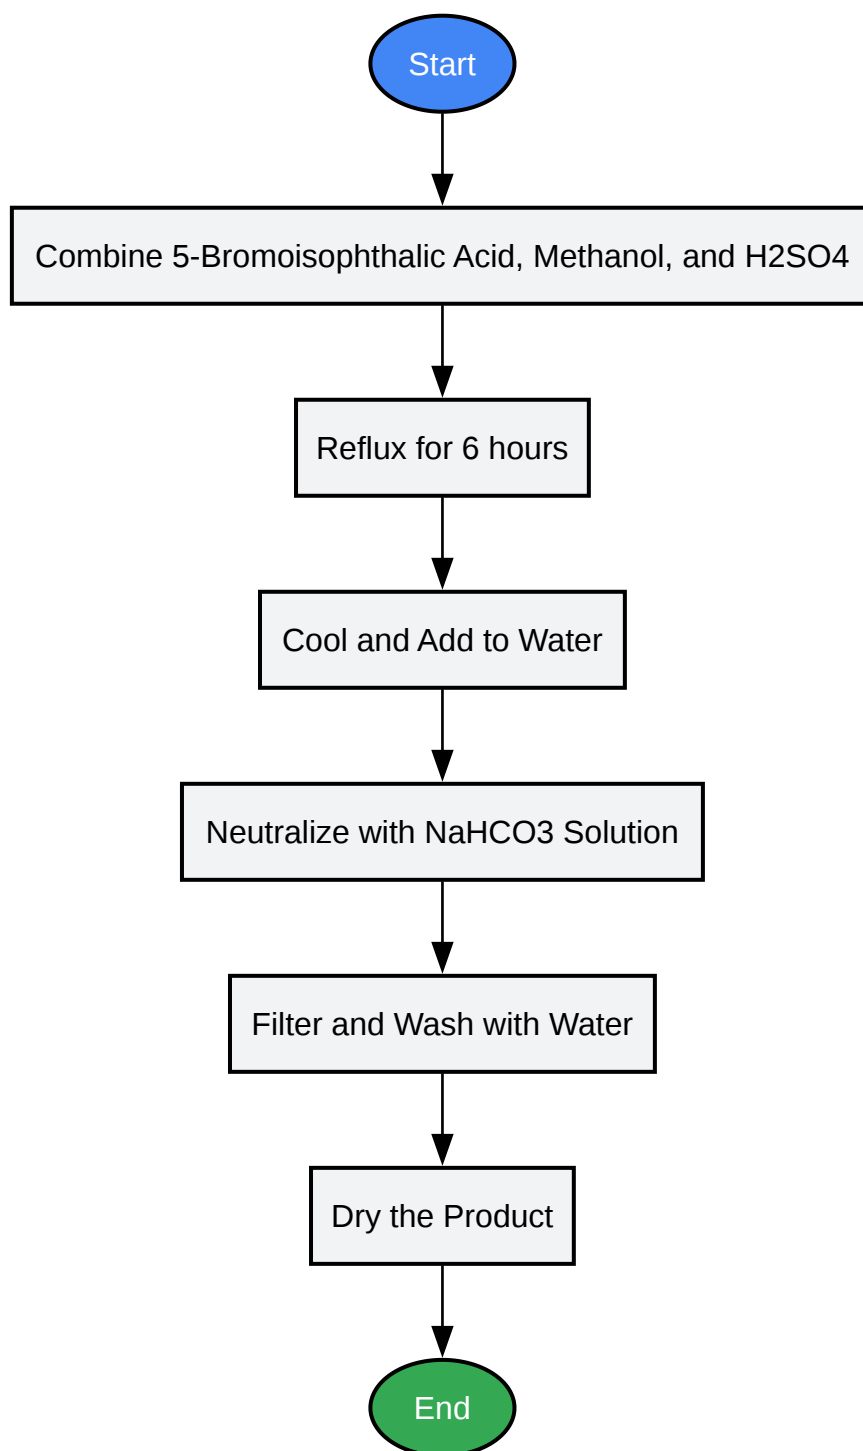 Start
Combine 5-Bromoisophthalic Acid, Methanol, and H2SO4
Reflux for 6 hours
Cool and Add to Water
Neutralize with NaHCO3 Solution
Filter and Wash with Water
Dry the Product
End